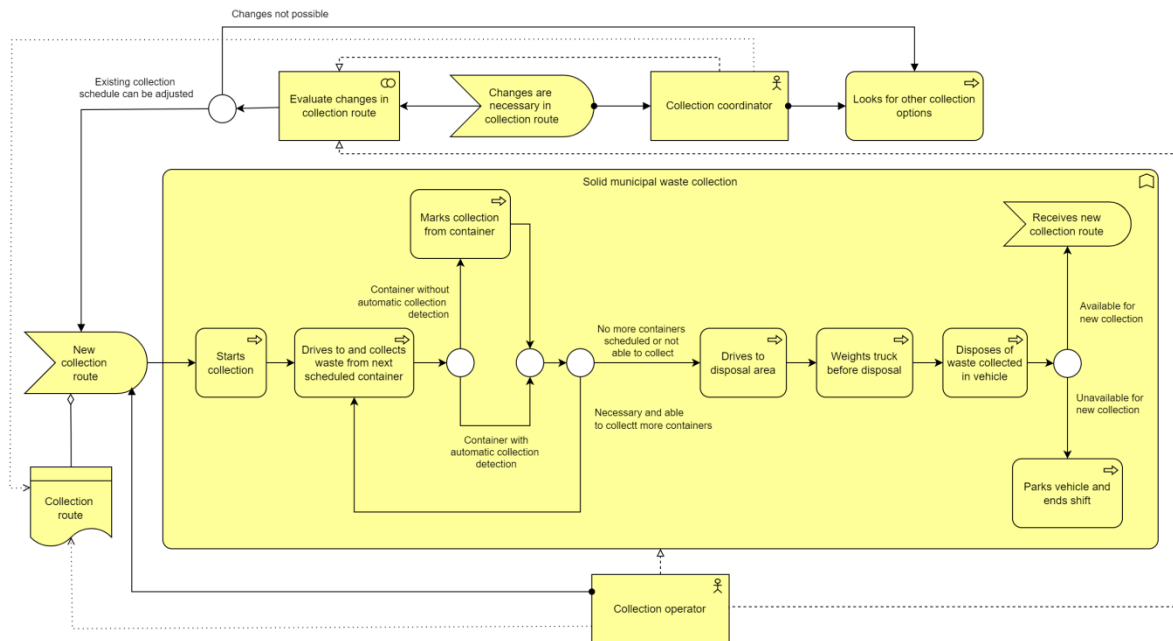 Changes not possible
Existing collection
schedule can be adjusted
Evaluate changes in
collection route
Changes are
necessary in
collection route
Collection coordinator
Looks for other collection
options
Solid municipal waste collection
Marks collection
from container
Receives new
collection route
Container without
automatic collection
detection
Available for
new collection
No more containers
scheduled or not
able to collect
New
collection
route
Starts
collection
Drives to and collects
waste from next
scheduled container
Drives to
disposal area
Weights truck
before disposal
Disposes of
waste collected
in vehicle
Unavailable for
new collection
Necessary and able
to collectt more containers
Container with
automatic collection
detection
Parks vehicle and
ends shift
Collection
route
Collection operator